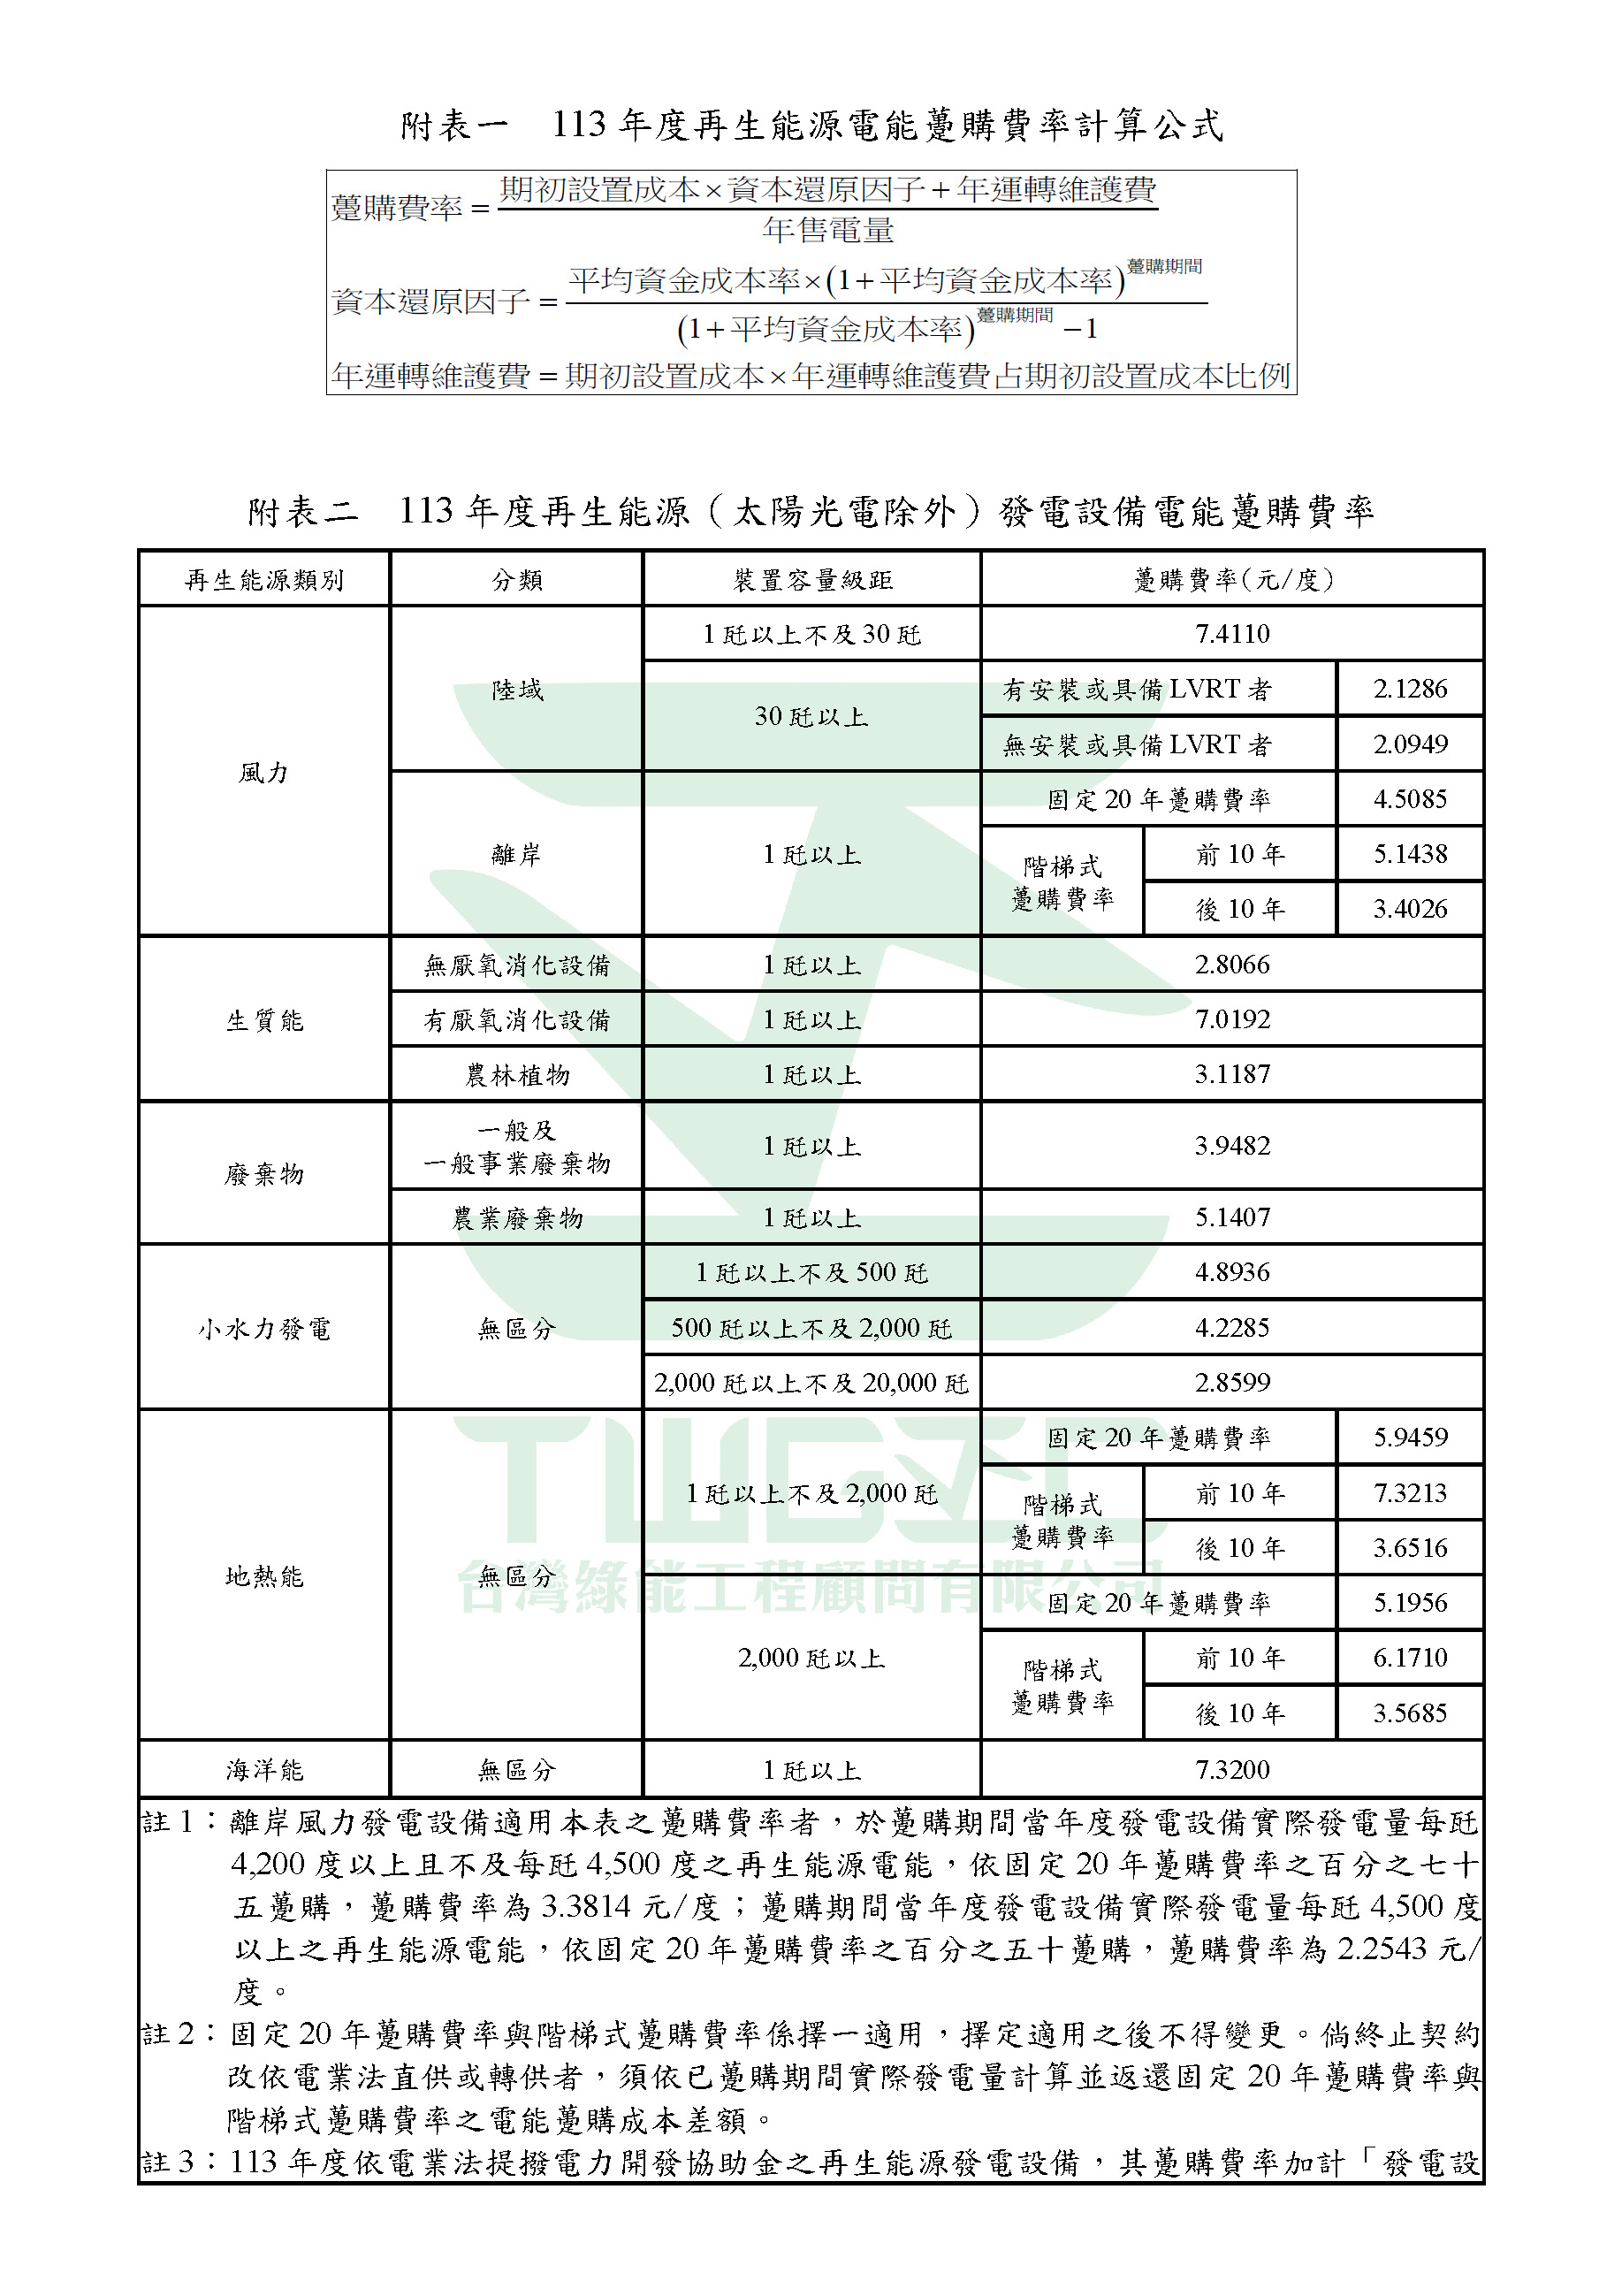 附表一　113 年度再生能源電能躉購費率計算公式
躉購費率 = 期初設置成本×資本還原因子+年運轉維護費
年售電量
資本還原因子 = 平均資金成本率×(1+平均資金成本率)^躉購期間
(1+平均資金成本率)^躉購期間 −1
年運轉維護費 = 期初設置成本×年運轉維護費占期初設置成本比例
附表二　113 年度再生能源（太陽光電除外）發電設備電能躉購費率
再生能源類別 分類 裝置容量級距 躉購費率(元/度)
風力
陸域
1 瓩以上不及 30 瓩 7.4110
30 瓩以上
有安裝或具備 LVRT 者 2.1286
無安裝或具備 LVRT 者 2.0949
離岸
1 瓩以上
固定 20 年躉購費率 4.5085
階梯式
躉購費率
前 10 年 5.1438
後 10 年 3.4026
生質能
無厭氧消化設備 1 瓩以上 2.8066
有厭氧消化設備 1 瓩以上 7.0192
農林植物 1 瓩以上 3.1187
廢棄物
一般及
一般事業廢棄物 1 瓩以上 3.9482
農業廢棄物 1 瓩以上 5.1407
小水力發電
無區分
1 瓩以上不及 500 瓩 4.8936
500 瓩以上不及 2,000 瓩 4.2285
2,000 瓩以上不及 20,000 瓩 2.8599
地熱能
無區分
1 瓩以上不及 2,000 瓩
固定 20 年躉購費率 5.9459
階梯式
躉購費率
前 10 年 7.3213
後 10 年 3.6516
2,000 瓩以上
固定 20 年躉購費率 5.1956
階梯式
躉購費率
前 10 年 6.1710
後 10 年 3.5685
海洋能 無區分 1 瓩以上 7.3200
TWGEC
台灣綠能工程顧問有限公司
註 1：離岸風力發電設備適用本表之躉購費率者，於躉購期間當年度發電設備實際發電量每瓩
4,200 度以上且不及每瓩 4,500 度之再生能源電能，依固定 20 年躉購費率之百分之七十
五躉購，躉購費率為 3.3814 元/度；躉購期間當年度發電設備實際發電量每瓩 4,500 度
以上之再生能源電能，依固定 20 年躉購費率之百分之五十躉購，躉購費率為 2.2543 元/
度。
註 2：固定 20 年躉購費率與階梯式躉購費率係擇一適用，擇定適用之後不得變更。倘終止契約
改依電業法直供或轉供者，須依已躉購期間實際發電量計算並返還固定 20 年躉購費率與
階梯式躉購費率之電能躉購成本差額。
註 3：113 年度依電業法提撥電力開發協助金之再生能源發電設備，其躉購費率加計「發電設